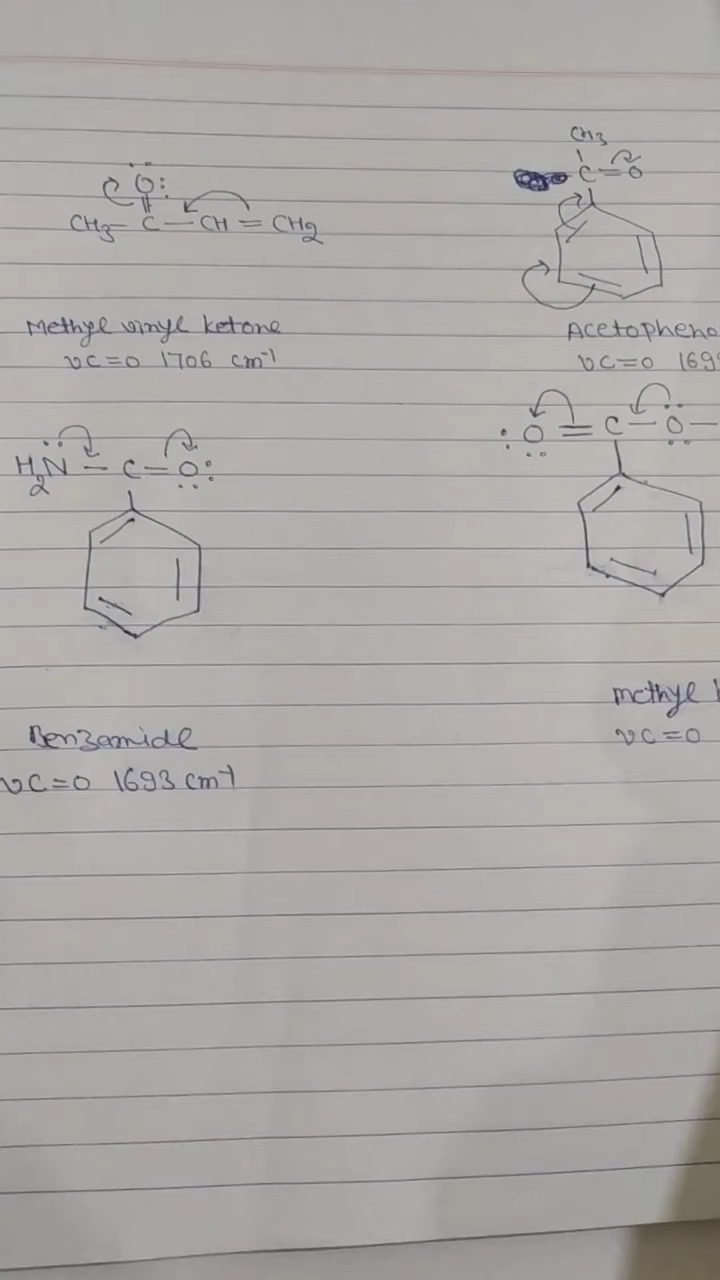 CH3
C=O
:O:
CH3-C-CH=CH2
Methyl vinyl ketone
νC=O 1706 cm-1
Acetopheno
νC=O 169
H2N-C-O:
:O=C-O-
Benzamide
νC=O 1693 cm-1
methyl
νC=O